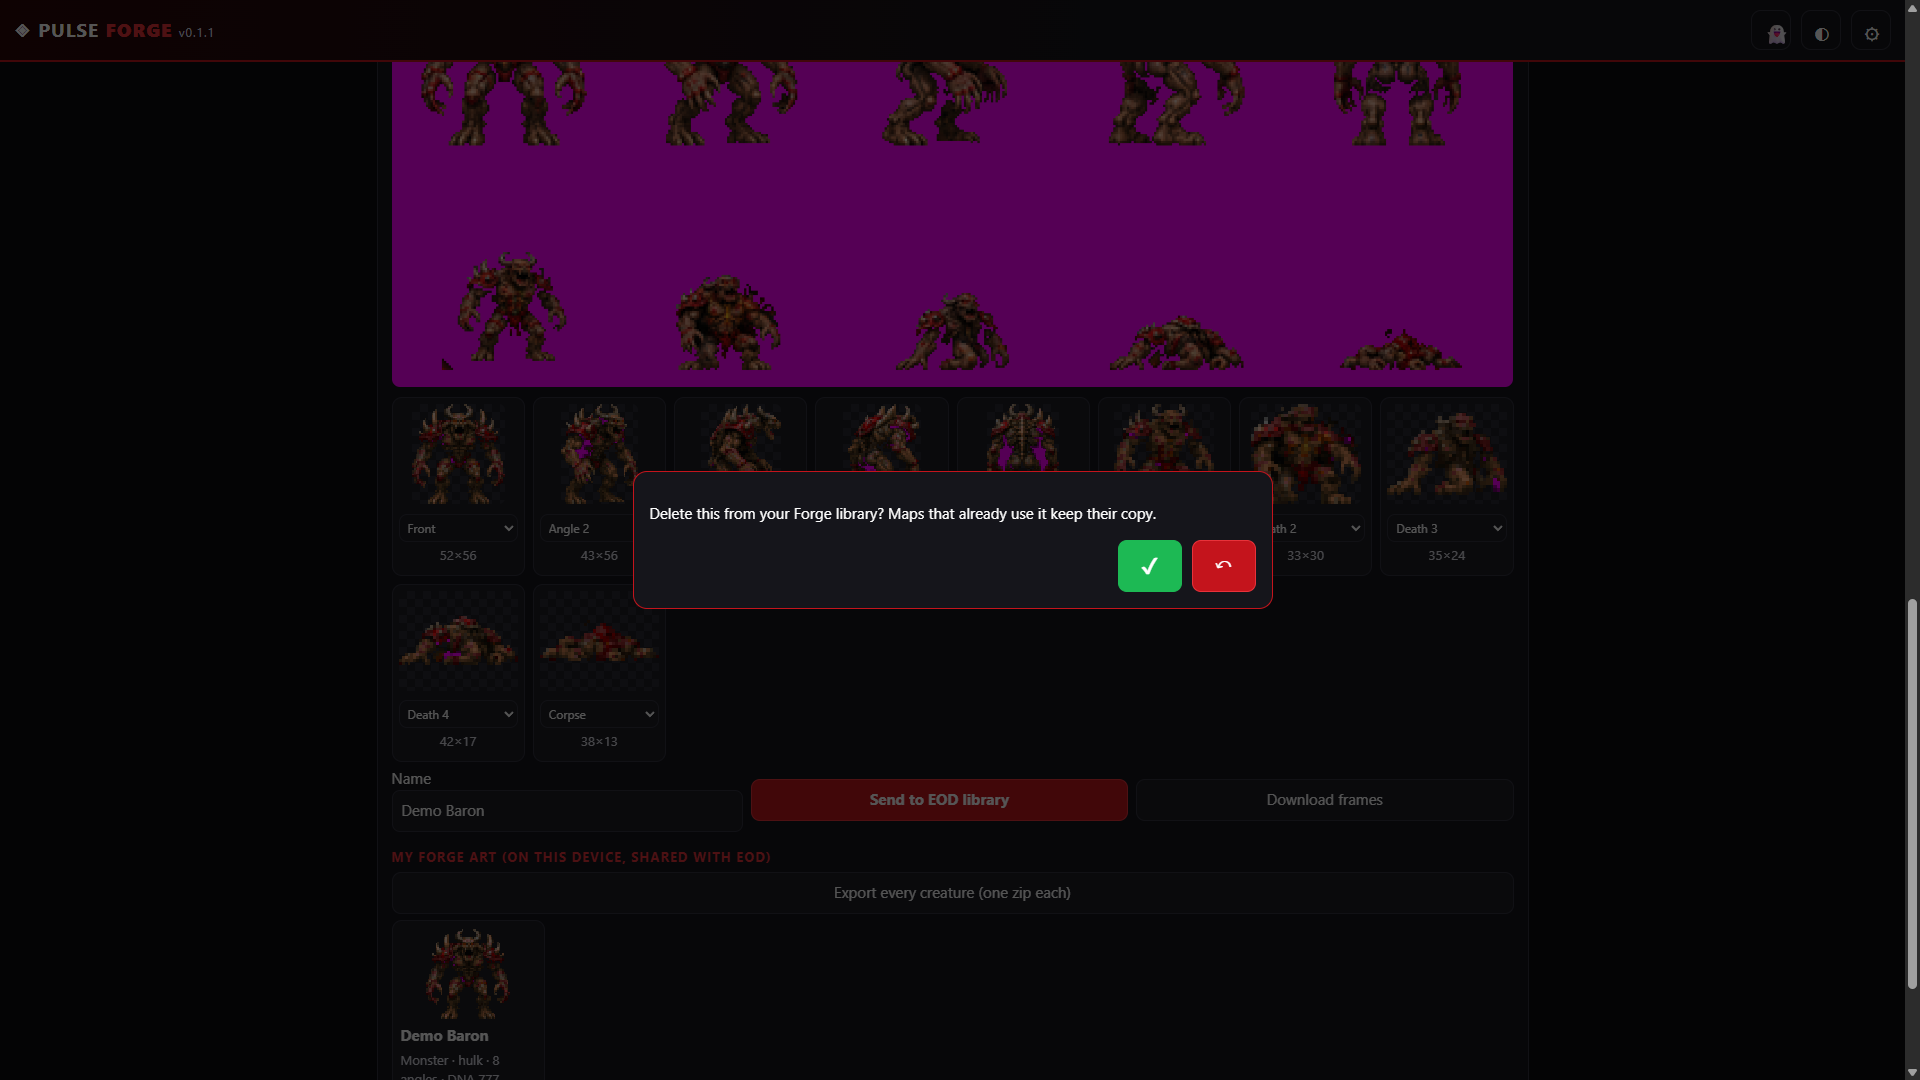 ◈ PULSE FORGE v0.1.1
Delete this from your Forge library? Maps that already use it keep their copy.
Front
Angle 2
Death 3
52×56
43×56
33×30
35×24
Death 4
Corpse
42×17
38×13
Name
Demo Baron
Send to EOD library
Download frames
MY FORGE ART (ON THIS DEVICE, SHARED WITH EOD)
Export every creature (one zip each)
Demo Baron
Monster · hulk · 8
angles · DNA 777